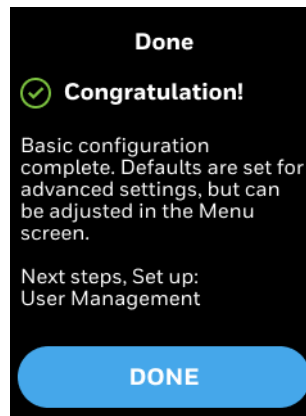 Done
Congratulation!
Basic configuration
complete. Defaults are set for
advanced settings, but can
be adjusted in the Menu
screen.
Next steps, Set up:
User Management
DONE